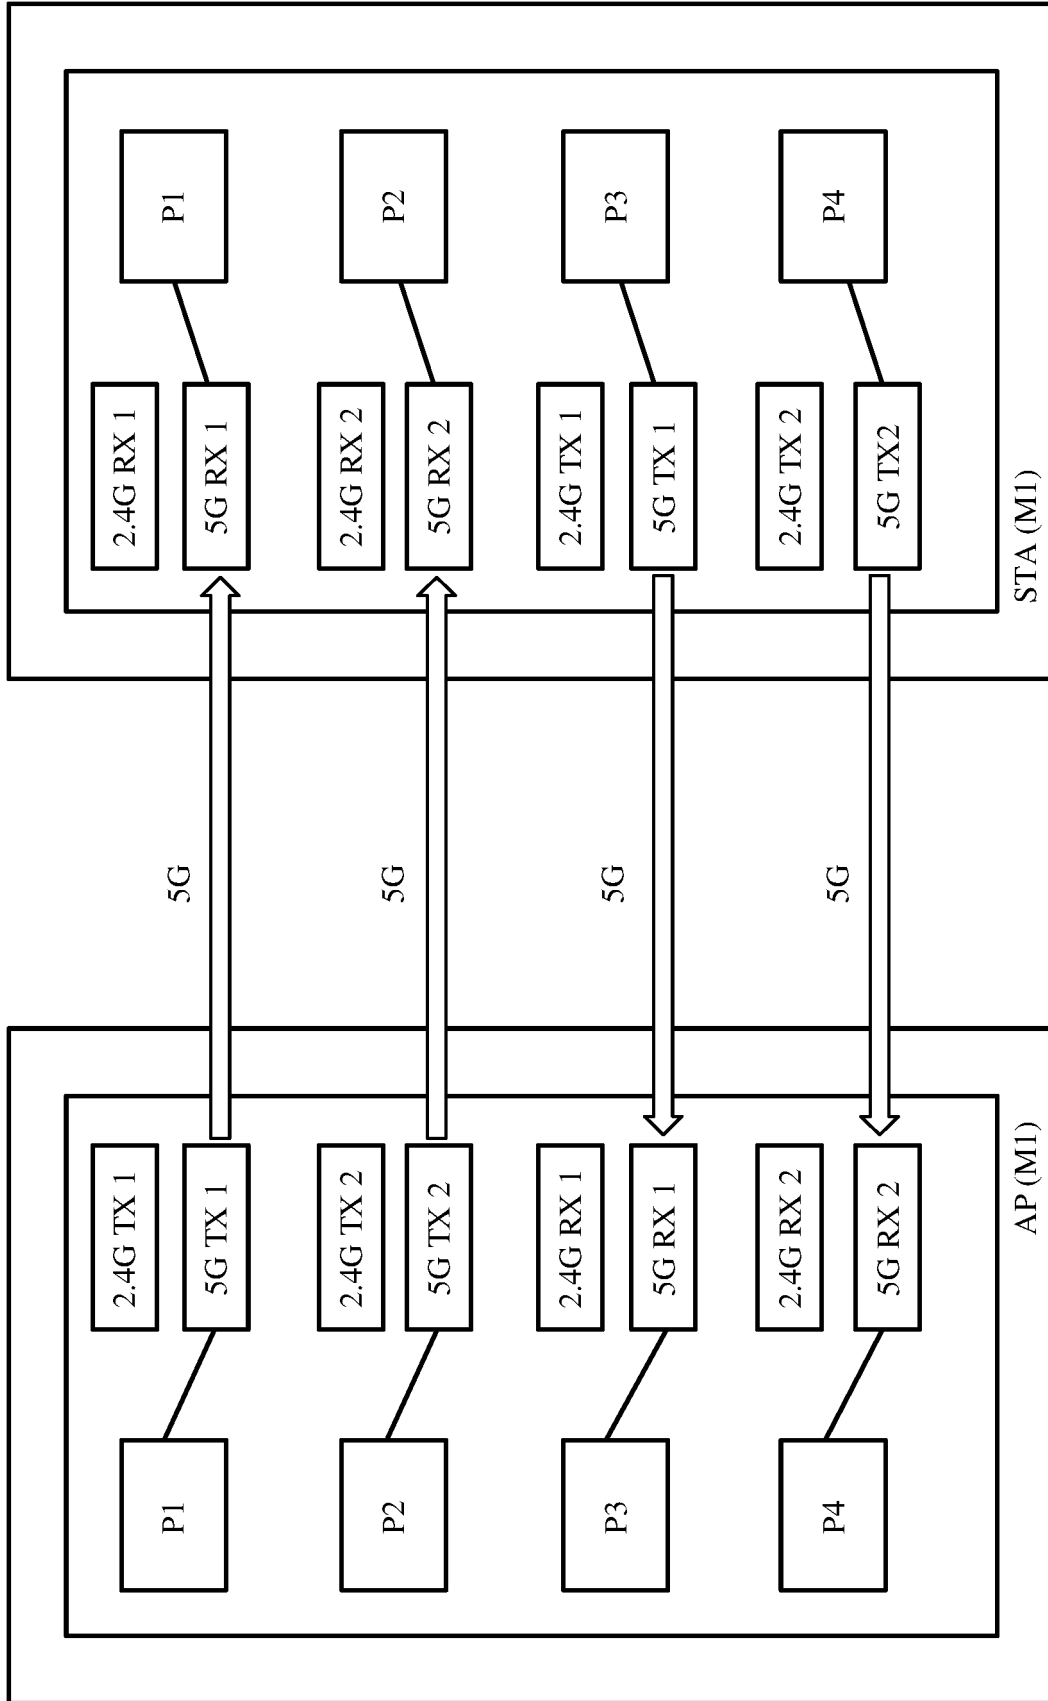 P1
2.4G TX 1
5G TX 1
5G
2.4G RX 1
5G RX 1
P1
P2
2.4G TX 2
5G TX 2
5G
2.4G RX 2
5G RX 2
P2
P3
2.4G RX 1
5G RX 1
5G
2.4G TX 1
5G TX 1
P3
P4
2.4G RX 2
5G RX 2
5G
2.4G TX 2
5G TX2
P4
AP (M1)
STA (M1)